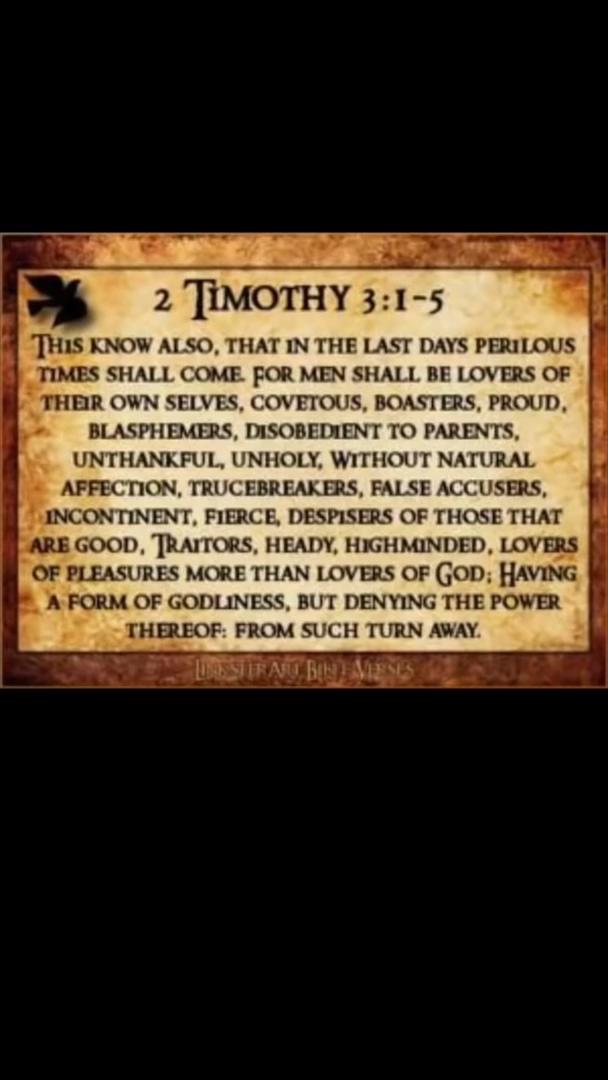 2 TIMOTHY 3:1-5
THIS KNOW ALSO, THAT IN THE LAST DAYS PERILOUS
TIMES SHALL COME. FOR MEN SHALL BE LOVERS OF
THEIR OWN SELVES, COVETOUS, BOASTERS, PROUD,
BLASPHEMERS, DISOBEDIENT TO PARENTS,
UNTHANKFUL, UNHOLY, WITHOUT NATURAL
AFFECTION, TRUCEBREAKERS, FALSE ACCUSERS,
INCONTINENT, FIERCE, DESPISERS OF THOSE THAT
ARE GOOD, TRAITORS, HEADY, HIGHMINDED, LOVERS
OF PLEASURES MORE THAN LOVERS OF GOD; HAVING
A FORM OF GODLINESS, BUT DENYING THE POWER
THEREOF: FROM SUCH TURN AWAY.
ART BIBLE VERSES